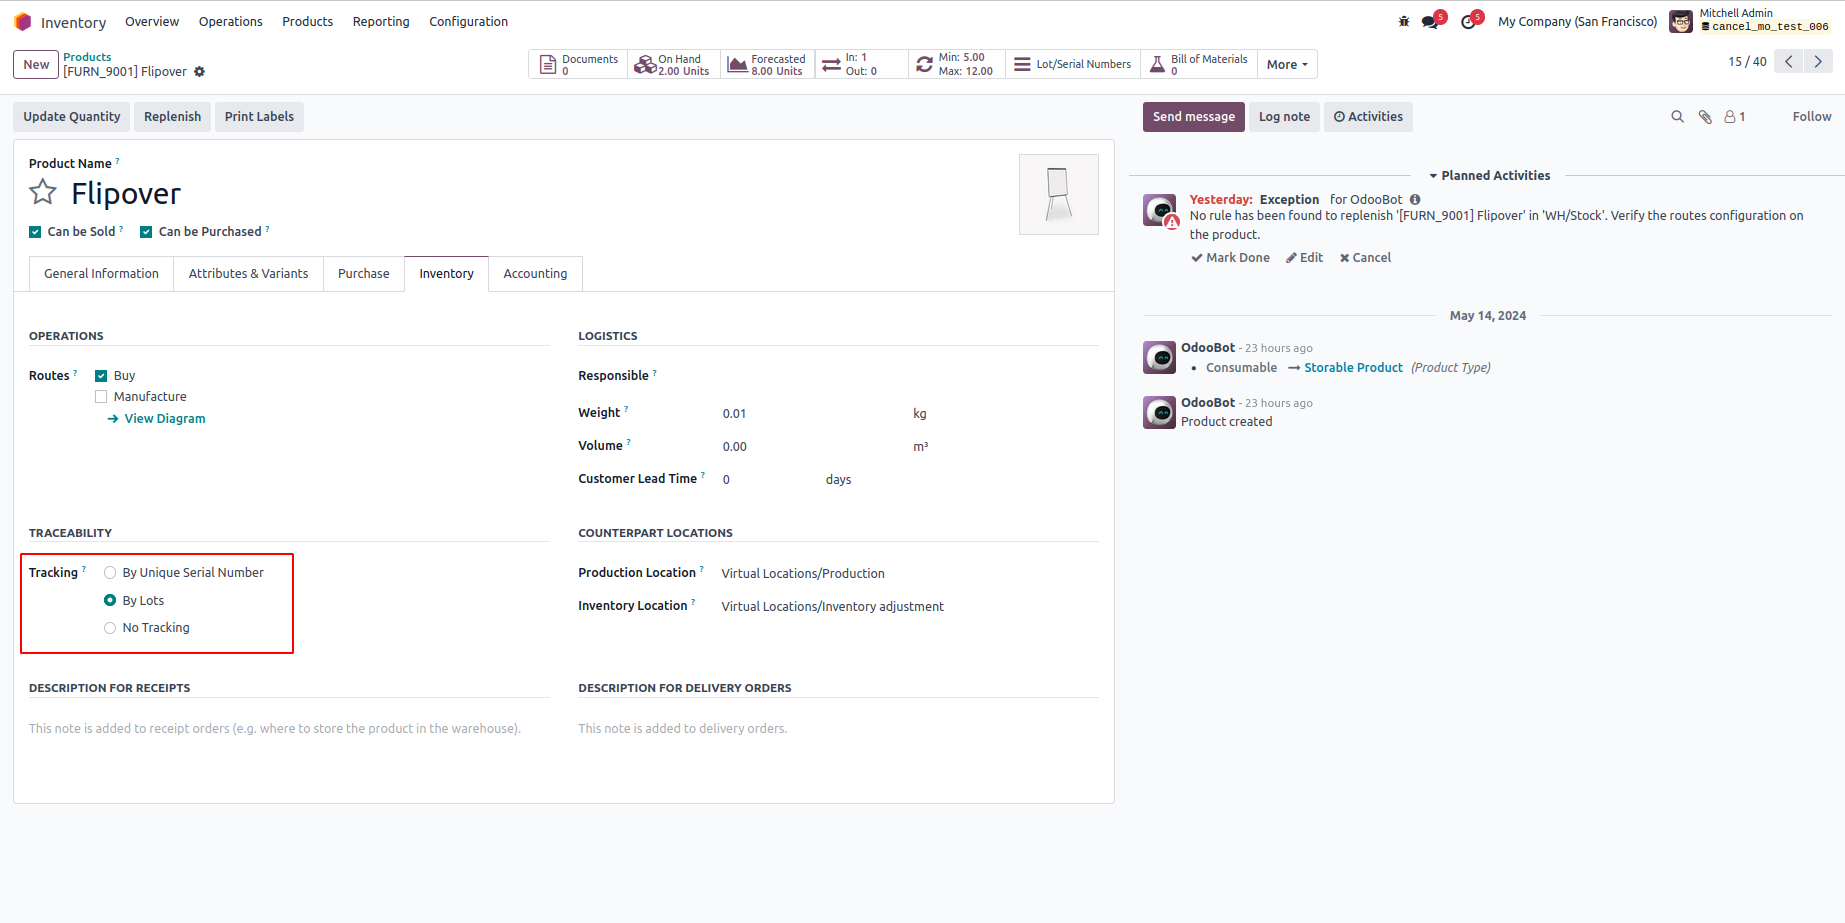 Inventory Overview Operations Products Reporting Configuration 5 5 My Company (San Francisco) Mitchell Admin
cancel_mo_test_006
New Products
[FURN_9001] Flipover
Documents 0 On Hand 2.00 Units Forecasted 8.00 Units In: 1 Out: 0 Min: 5.00 Max: 12.00 Lot/Serial Numbers Bill of Materials 0 More
15 / 40
Update Quantity Replenish Print Labels
Send message Log note Activities 1 Follow
Product Name ?
Flipover
Can be Sold ? Can be Purchased ?
General Information Attributes & Variants Purchase Inventory Accounting
OPERATIONS
Routes ? Buy
Manufacture
View Diagram
LOGISTICS
Responsible ?
Weight ? 0.01 kg
Volume ? 0.00 m³
Customer Lead Time ? 0 days
TRACEABILITY
Tracking ? By Unique Serial Number
By Lots
No Tracking
COUNTERPART LOCATIONS
Production Location ? Virtual Locations/Production
Inventory Location ? Virtual Locations/Inventory adjustment
DESCRIPTION FOR RECEIPTS
This note is added to receipt orders (e.g. where to store the product in the warehouse).
DESCRIPTION FOR DELIVERY ORDERS
This note is added to delivery orders.
Planned Activities
Yesterday: Exception for OdooBot
No rule has been found to replenish '[FURN_9001] Flipover' in 'WH/Stock'. Verify the routes configuration on
the product.
Mark Done Edit Cancel
May 14, 2024
OdooBot - 23 hours ago
• Consumable → Storable Product (Product Type)
OdooBot - 23 hours ago
Product created